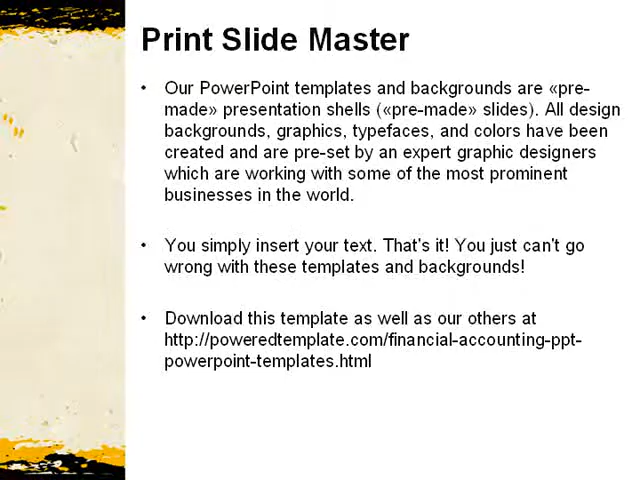 Print Slide Master
• Our PowerPoint templates and backgrounds are «pre-
made» presentation shells («pre-made» slides). All design
backgrounds, graphics, typefaces, and colors have been
created and are pre-set by an expert graphic designers
which are working with some of the most prominent
businesses in the world.
• You simply insert your text. That's it! You just can't go
wrong with these templates and backgrounds!
• Download this template as well as our others at
http://poweredtemplate.com/financial-accounting-ppt-
powerpoint-templates.html